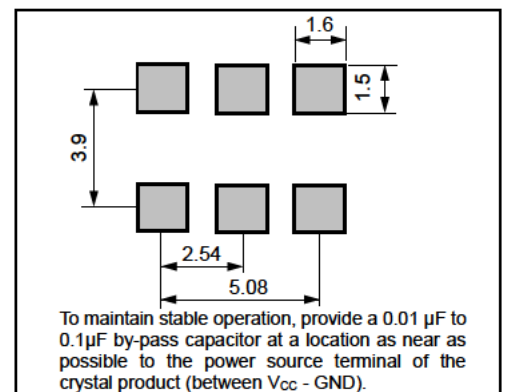 1.6
1.5
3.9
2.54
5.08
To maintain stable operation, provide a 0.01 µF to
0.1µF by-pass capacitor at a location as near as
possible to the power source terminal of the
crystal product (between VCC - GND).